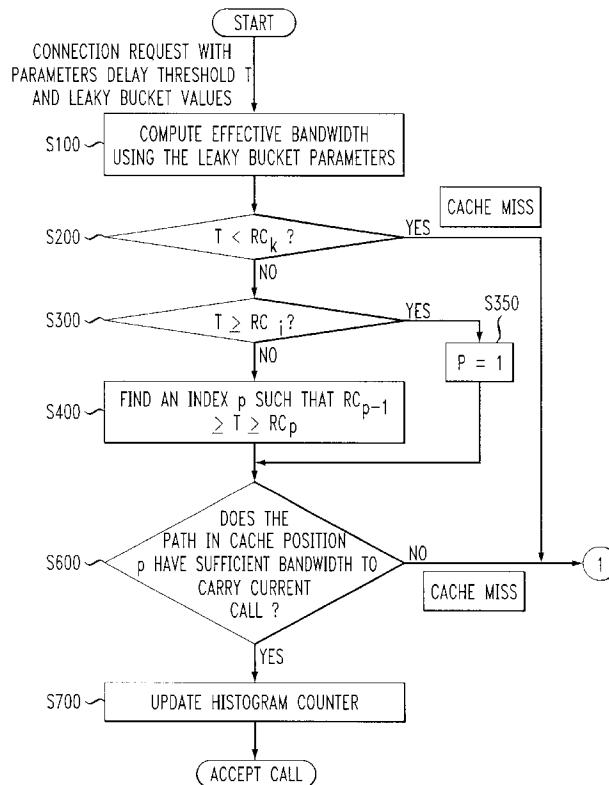 START
CONNECTION REQUEST WITH
PARAMETERS DELAY THRESHOLD T
AND LEAKY BUCKET VALUES
S100
COMPUTE EFFECTIVE BANDWIDTH
USING THE LEAKY BUCKET PARAMETERS
CACHE MISS
S200
T < RC_k ?
YES
NO
S300
T ≥ RC_i ?
YES
S350
P = 1
NO
S400
FIND AN INDEX p SUCH THAT RC_p-1
≥ T ≥ RC_p
S600
DOES THE
PATH IN CACHE POSITION
p HAVE SUFFICIENT BANDWIDTH TO
CARRY CURRENT
CALL ?
NO
CACHE MISS
1
YES
S700
UPDATE HISTOGRAM COUNTER
ACCEPT CALL